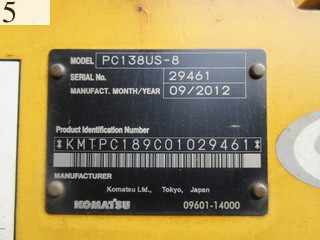 5
MODEL PC138US-8
SERIAL No. 29461
MANUFACT. MONTH/YEAR 09/2012
Product Identification Number
*KMTPC189C01029461*
MANUFACTURER
Komatsu Ltd., Tokyo, Japan
KOMATSU 09601-14000